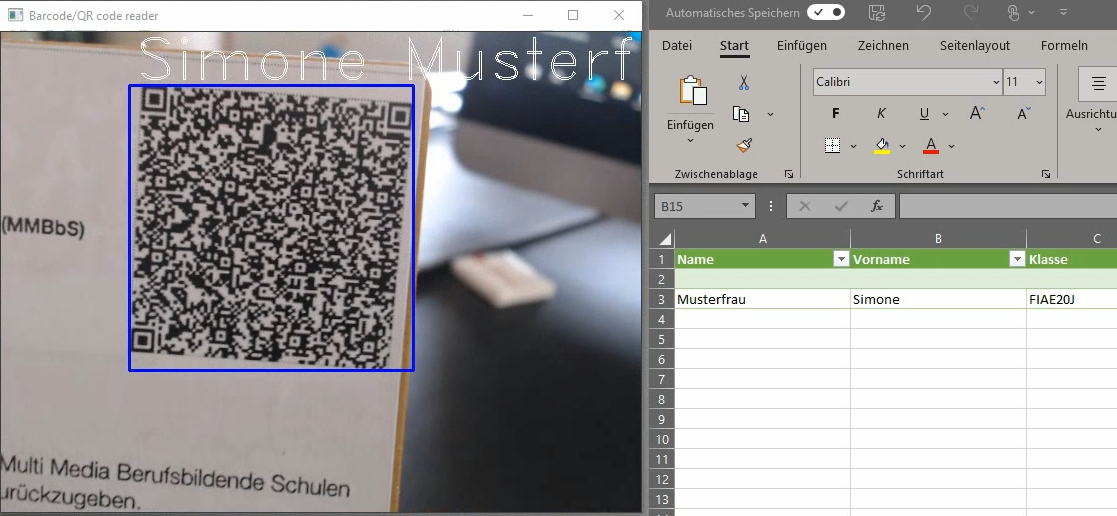 Barcode/QR code reader
Simone Musterf
(MMBbS)
Multi Media Berufsbildende Schulen
urückzugeben.
Automatisches Speichern
Datei Start Einfügen Zeichnen Seitenlayout Formeln
Einfügen
Calibri 11
F K U A A
A
Ausrichtu
Zwischenablage Schriftart
B15 fx
A B C
1 Name Vorname Klasse
2
3 Musterfrau Simone FIAE20J
4
5
6
7
8
9
10
11
12
13